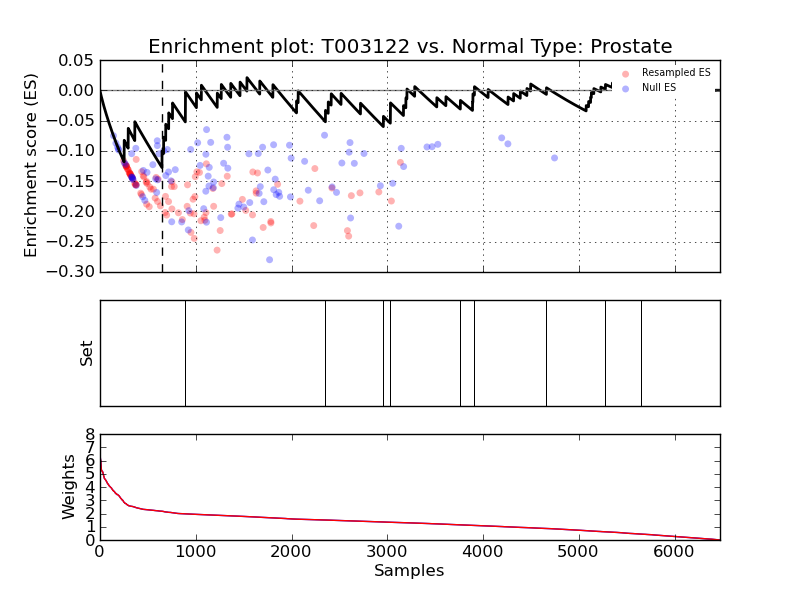 Enrichment plot: T003122 vs. Normal Type: Prostate
Enrichment score (ES)
0.05
0.00
−0.05
−0.10
−0.15
−0.20
−0.25
−0.30
Resampled ES
Null ES
Set
Weights
8
7
6
5
4
3
2
1
0
0 1000 2000 3000 4000 5000 6000
Samples